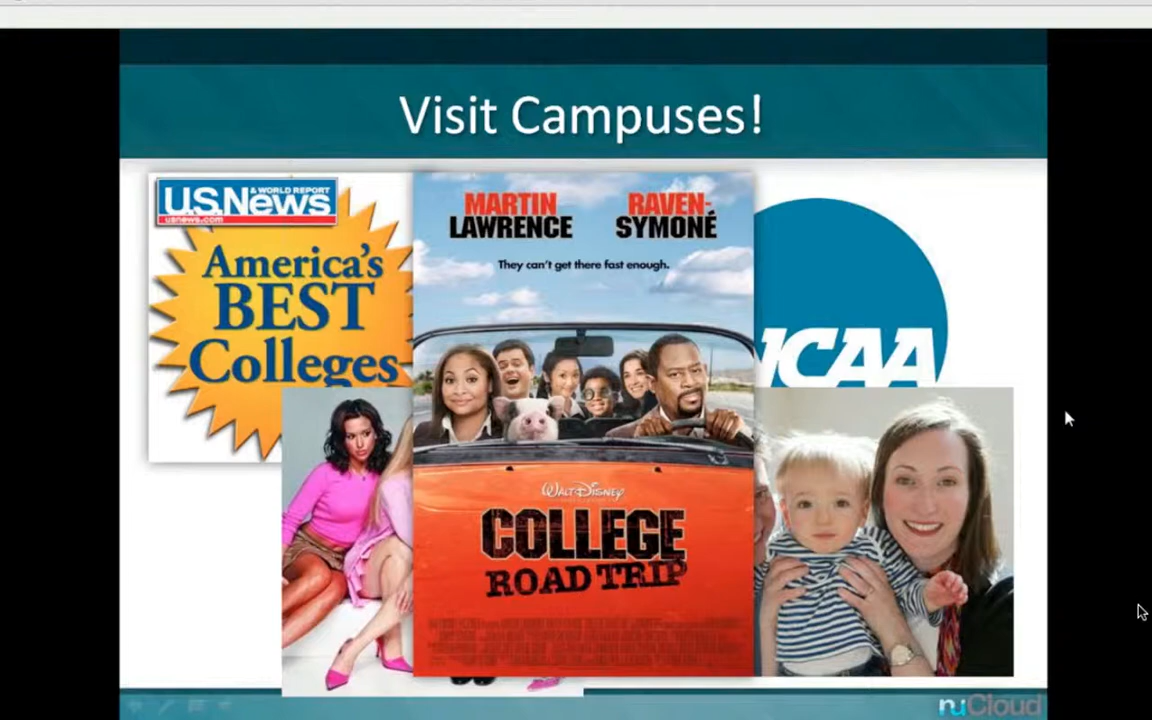 Visit Campuses!
U.S.News
& WORLD REPORT
usnews.com
America's
BEST
Colleges
MARTIN
LAWRENCE
RAVEN-
SYMONÉ
They can't get there fast enough.
WALT DISNEY
COLLEGE
ROAD TRIP
NCAA
nuCloud